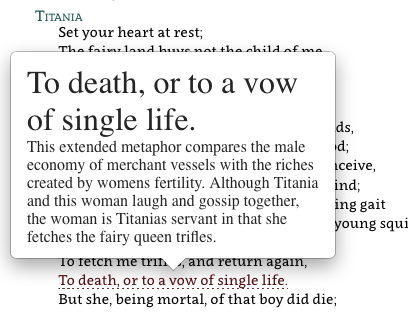 TITANIA
Set your heart at rest;
The fairy land buys not the child of me.
To death, or to a vow
of single life.
This extended metaphor compares the male
economy of merchant vessels with the riches
created by womens fertility. Although Titania
and this woman laugh and gossip together,
the woman is Titanias servant in that she
fetches the fairy queen trifles.
ds,
d;
ceive,
ind;
ing gait
young squi
To fetch me trifles, and return again,
To death, or to a vow of single life.
But she, being mortal, of that boy did die;